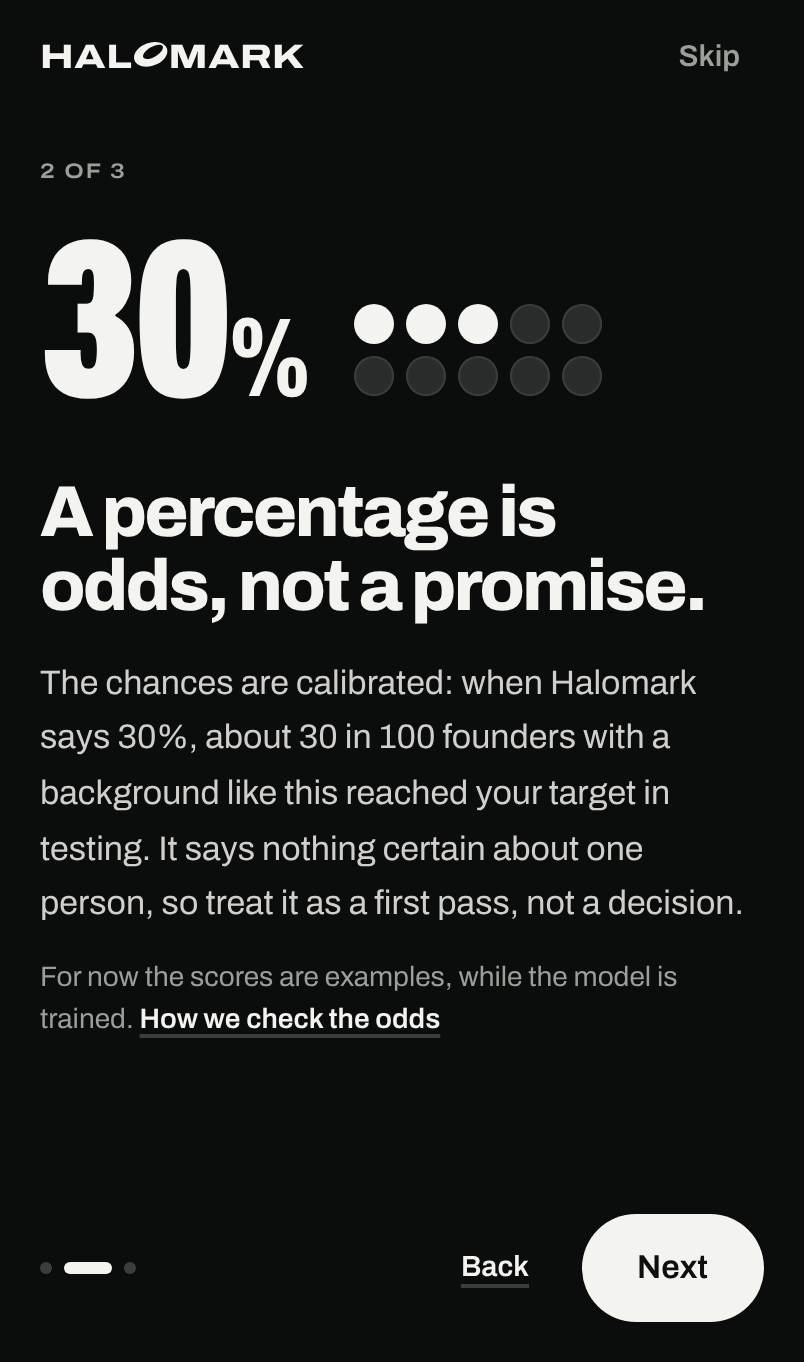 HALOMARK
Skip
2 OF 3
30%
A percentage is
odds, not a promise.
The chances are calibrated: when Halomark
says 30%, about 30 in 100 founders with a
background like this reached your target in
testing. It says nothing certain about one
person, so treat it as a first pass, not a decision.
For now the scores are examples, while the model is
trained. How we check the odds
Back
Next